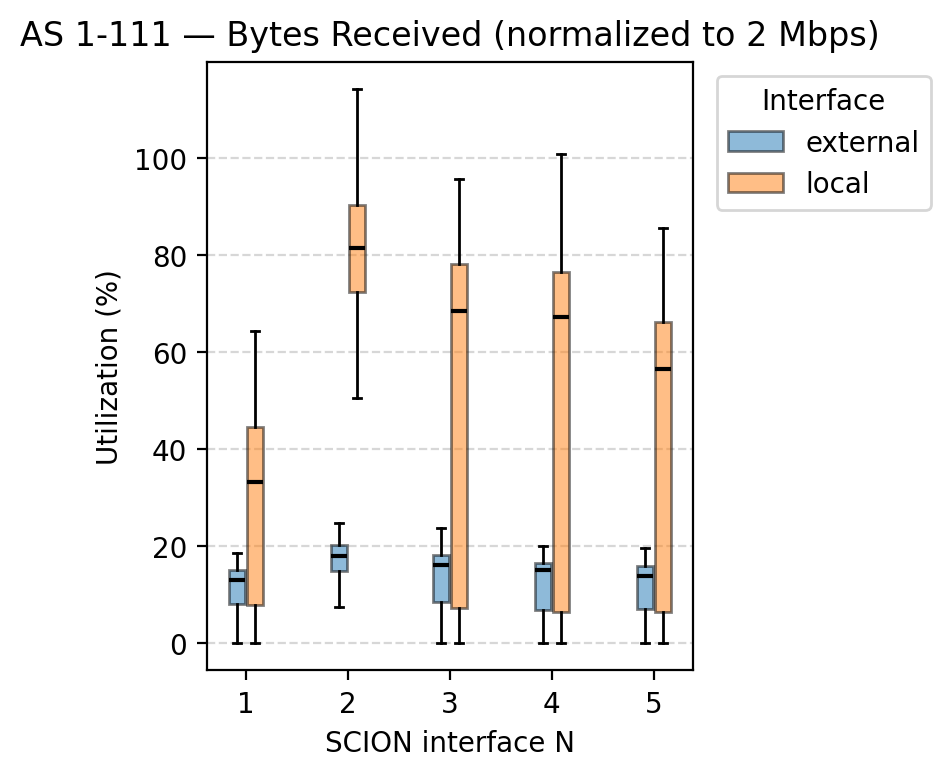 AS 1-111 — Bytes Received (normalized to 2 Mbps)
Interface
external
local
Utilization (%)
100
80
60
40
20
0
1 2 3 4 5
SCION interface N